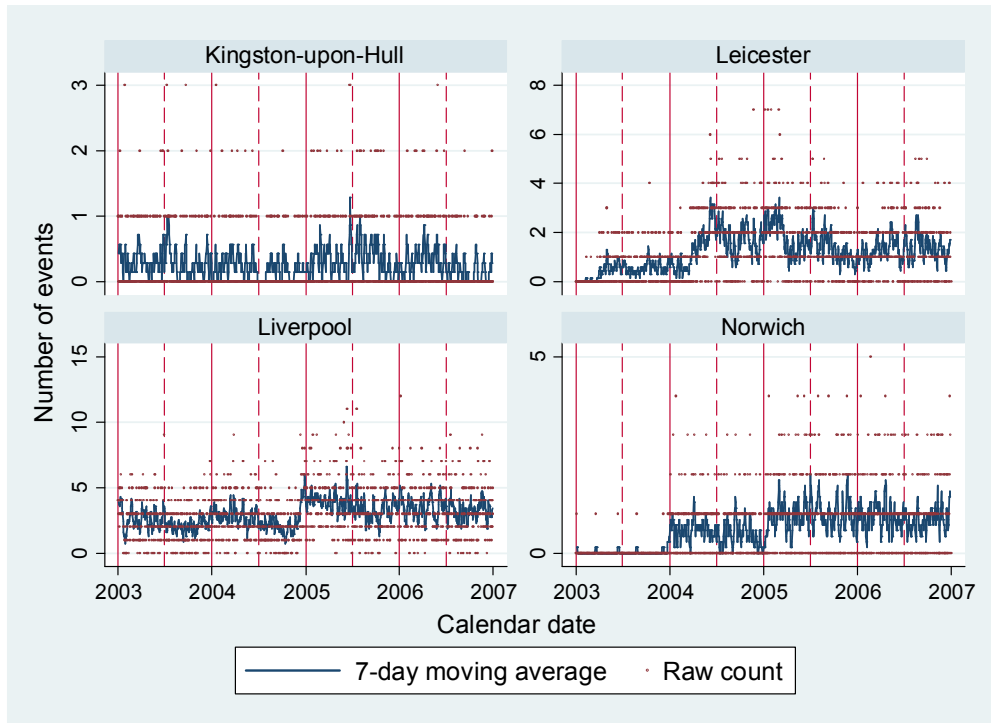 Kingston-upon-Hull
Leicester
3
2
1
0
8
6
4
2
0
Liverpool
Norwich
15
10
5
0
5
0
2003 2004 2005 2006 2007
2003 2004 2005 2006 2007
Number of events
Calendar date
7-day moving average Raw count